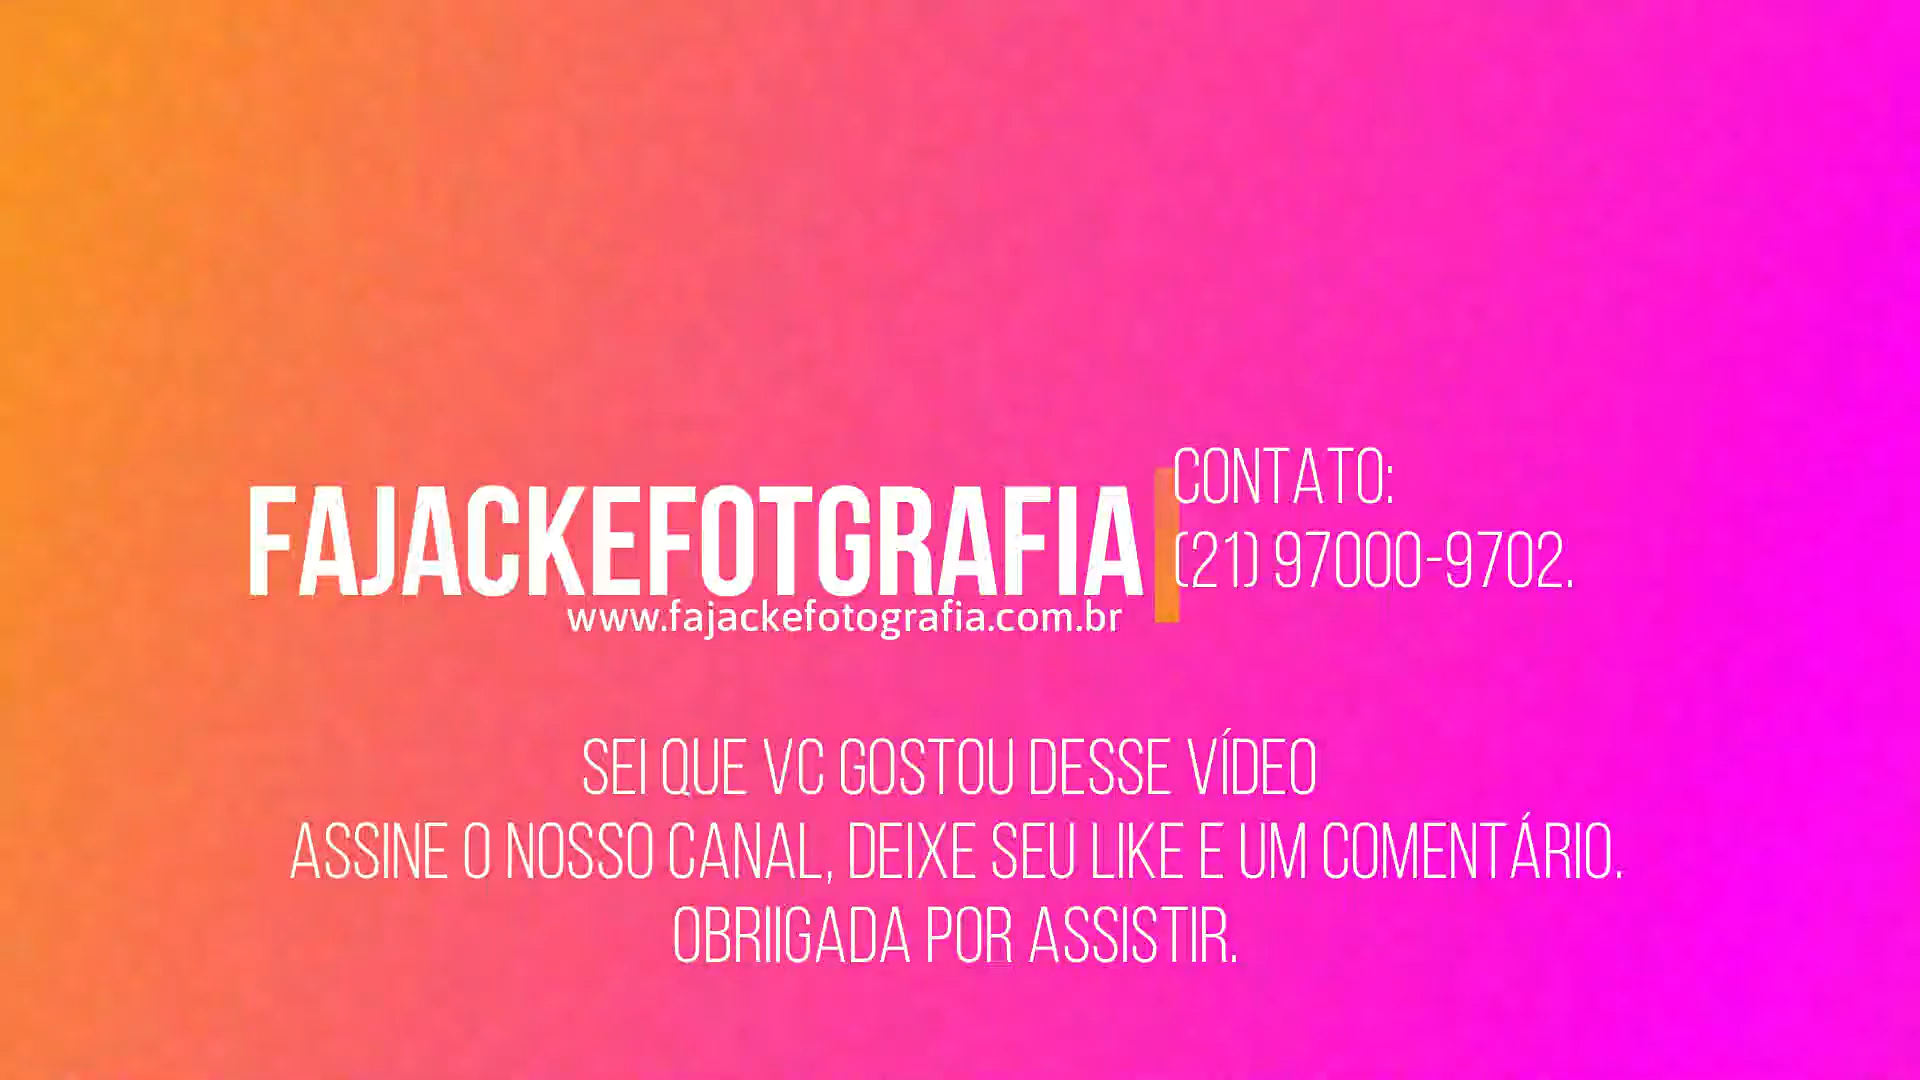 FAJACKEFOTGRAFIA
www.fajackefotografia.com.br
CONTATO:
(21) 97000-9702.
SEI QUE VC GOSTOU DESSE VÍDEO
ASSINE O NOSSO CANAL, DEIXE SEU LIKE E UM COMENTÁRIO.
OBRIIGADA POR ASSISTIR.